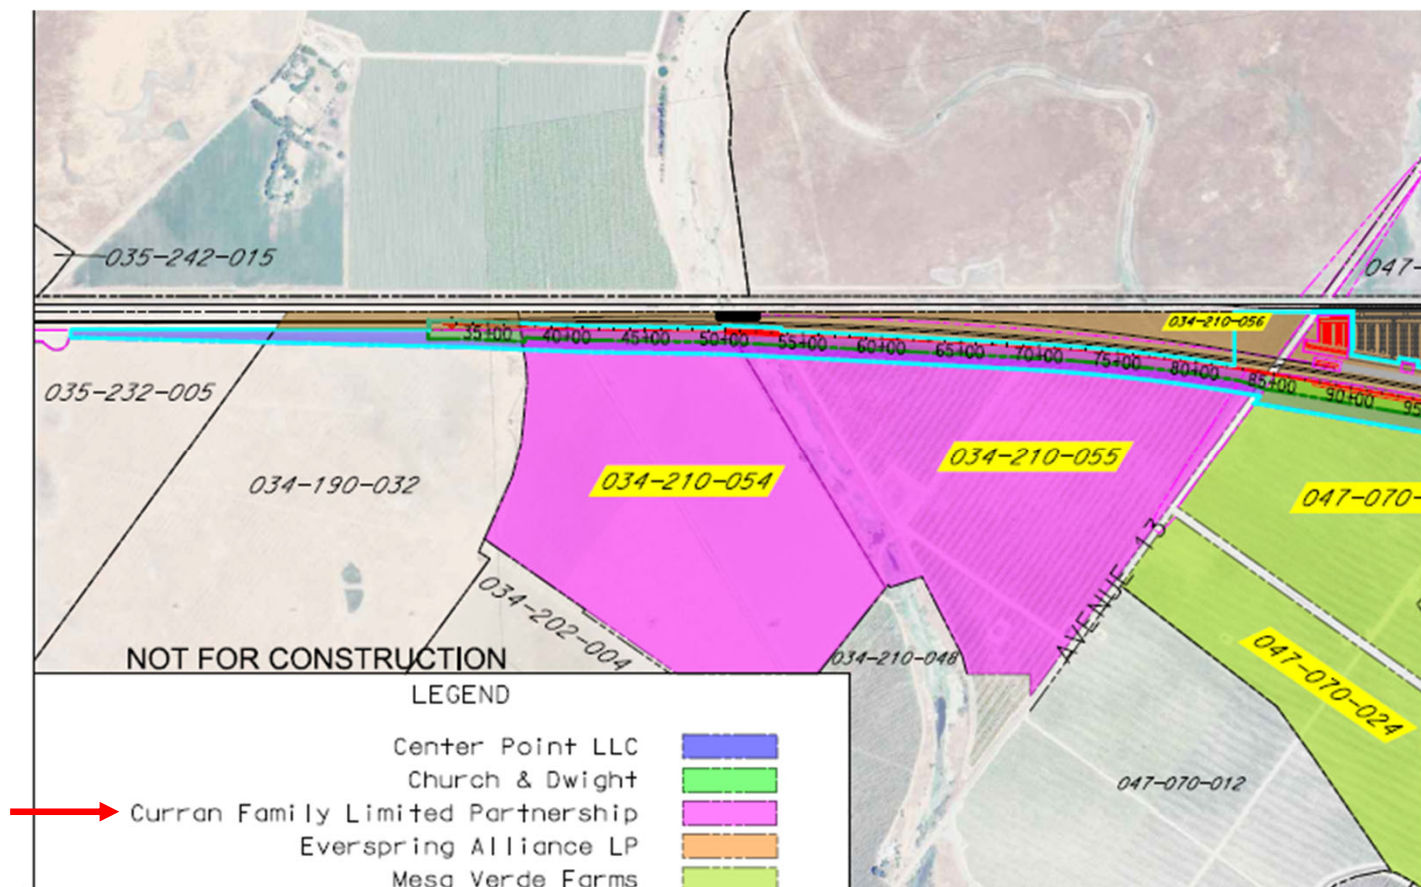 035-242-015
047-
034-210-056
35+00 40+00 45+00 50+00 55+00 60+00 65+00 70+00 75+00 80+00 85+00 90+00 95
035-232-005
034-190-032
034-210-054
034-210-055
047-070-
AVENUE 13
034-202-004
034-210-048
047-070-024
047-070-012
NOT FOR CONSTRUCTION
LEGEND
Center Point LLC
Church & Dwight
Curran Family Limited Partnership
Everspring Alliance LP
Mesa Verde Farms